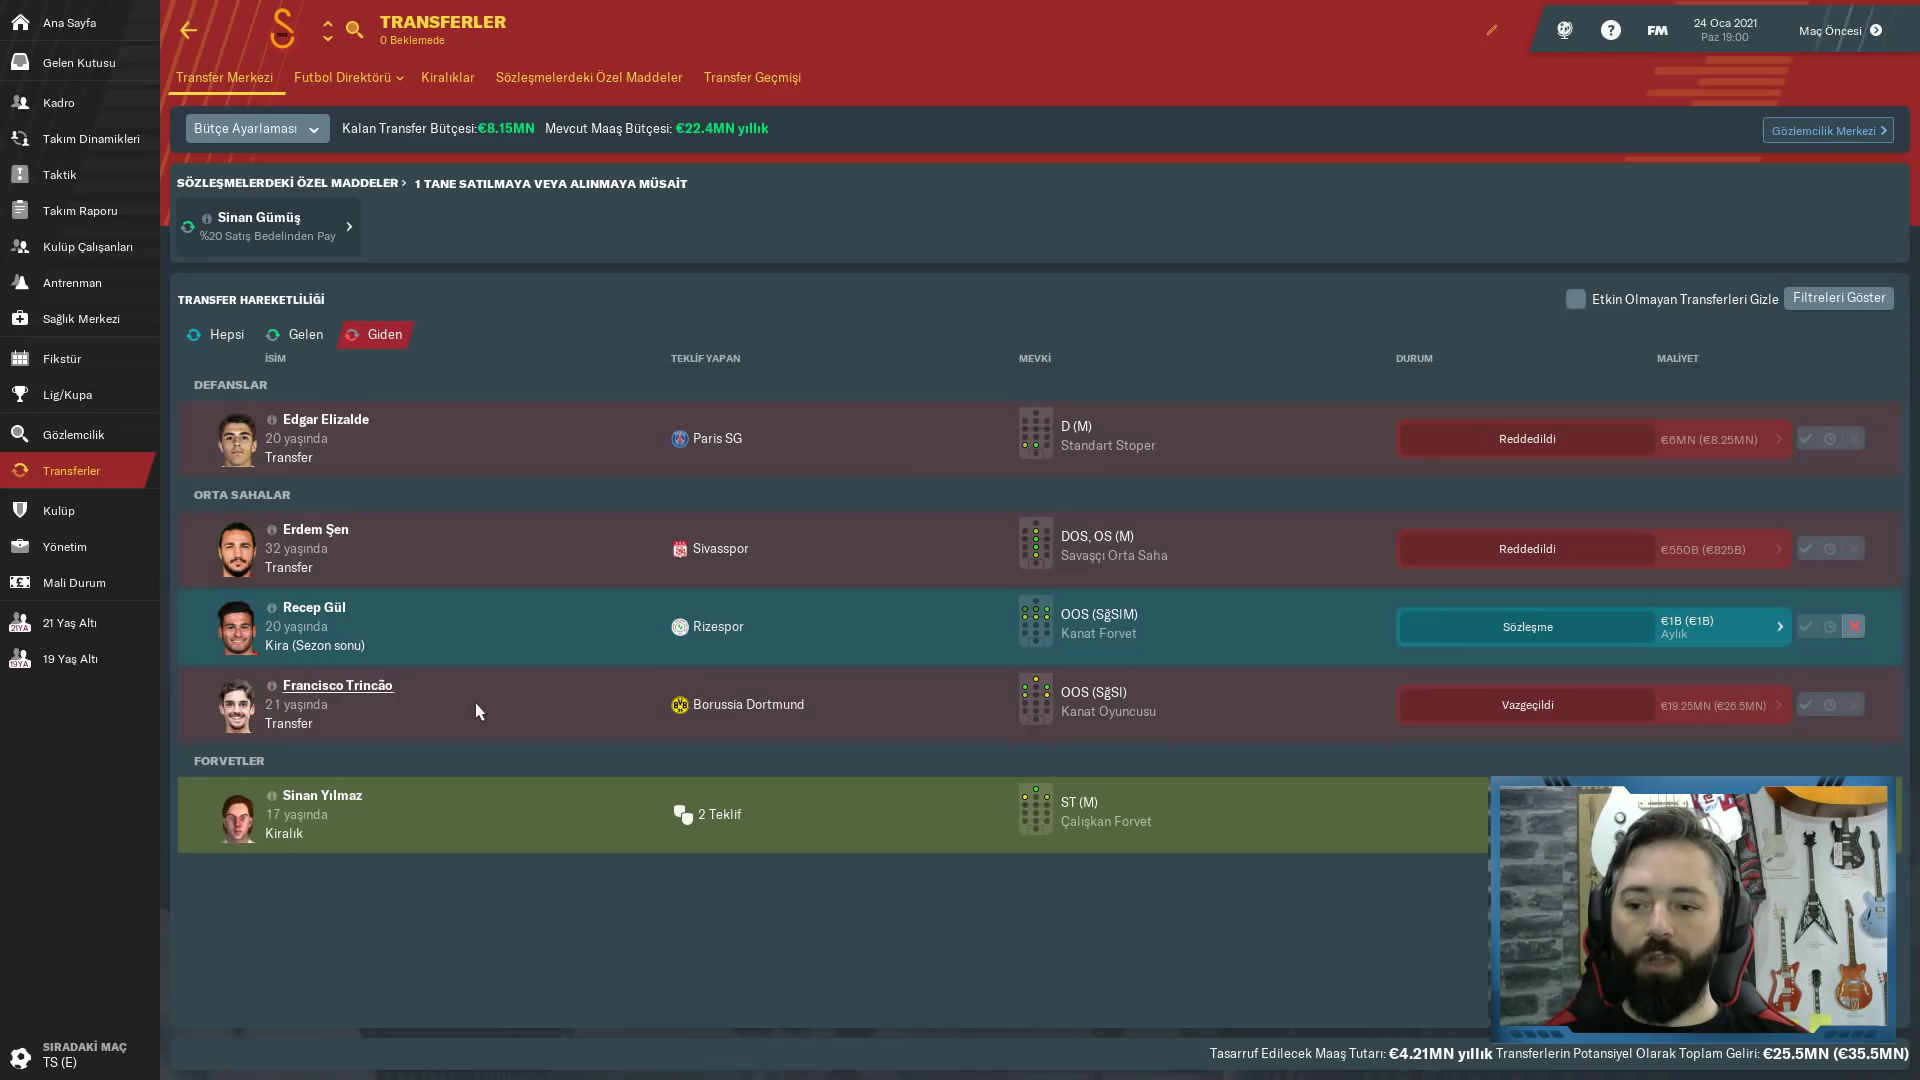 Ana Sayfa
Gelen Kutusu
Kadro
Takım Dinamikleri
Taktik
Takım Raporu
Kulüp Çalışanları
Antrenman
Sağlık Merkezi
Fikstür
Lig/Kupa
Gözlemcilik
Transferler
Kulüp
Yönetim
Mali Durum
21YA
21 Yaş Altı
19YA
19 Yaş Altı
SIRADAKİ MAÇ
TS (E)
TRANSFERLER
0 Beklemede
?
FM
24 Oca 2021
Paz 19:00
Maç Öncesi
Transfer Merkezi
Futbol Direktörü
Kiralıklar
Sözleşmelerdeki Özel Maddeler
Transfer Geçmişi
Bütçe Ayarlaması
Kalan Transfer Bütçesi:€8.15MN
Mevcut Maaş Bütçesi: €22.4MN yıllık
Gözlemcilik Merkezi
SÖZLEŞMELERDEKİ ÖZEL MADDELER > 1 TANE SATILMAYA VEYA ALINMAYA MÜSAİT
Sinan Gümüş
%20 Satış Bedelinden Pay
TRANSFER HAREKETLİLİĞİ
Etkin Olmayan Transferleri Gizle
Filtreleri Göster
Hepsi
Gelen
Giden
İSİM
TEKLİF YAPAN
MEVKİ
DURUM
MALİYET
DEFANSLAR
Edgar Elizalde
20 yaşında
Transfer
Paris SG
D (M)
Standart Stoper
Reddedildi
€6MN (€8.25MN)
ORTA SAHALAR
Erdem Şen
32 yaşında
Transfer
Sivasspor
DOS, OS (M)
Savaşçı Orta Saha
Reddedildi
€550B (€825B)
Recep Gül
20 yaşında
Kira (Sezon sonu)
Rizespor
OOS (SğSlM)
Kanat Forvet
Sözleşme
€1B (€1B)
Aylık
Francisco Trincão
21 yaşında
Transfer
BVB
Borussia Dortmund
OOS (SğSl)
Kanat Oyuncusu
Vazgeçildi
€19.25MN (€26.5MN)
FORVETLER
Sinan Yılmaz
17 yaşında
Kiralık
2 Teklif
ST (M)
Çalışkan Forvet
Tasarruf Edilecek Maaş Tutarı: €4.21MN yıllık Transferlerin Potansiyel Olarak Toplam Geliri: €25.5MN (€35.5MN)